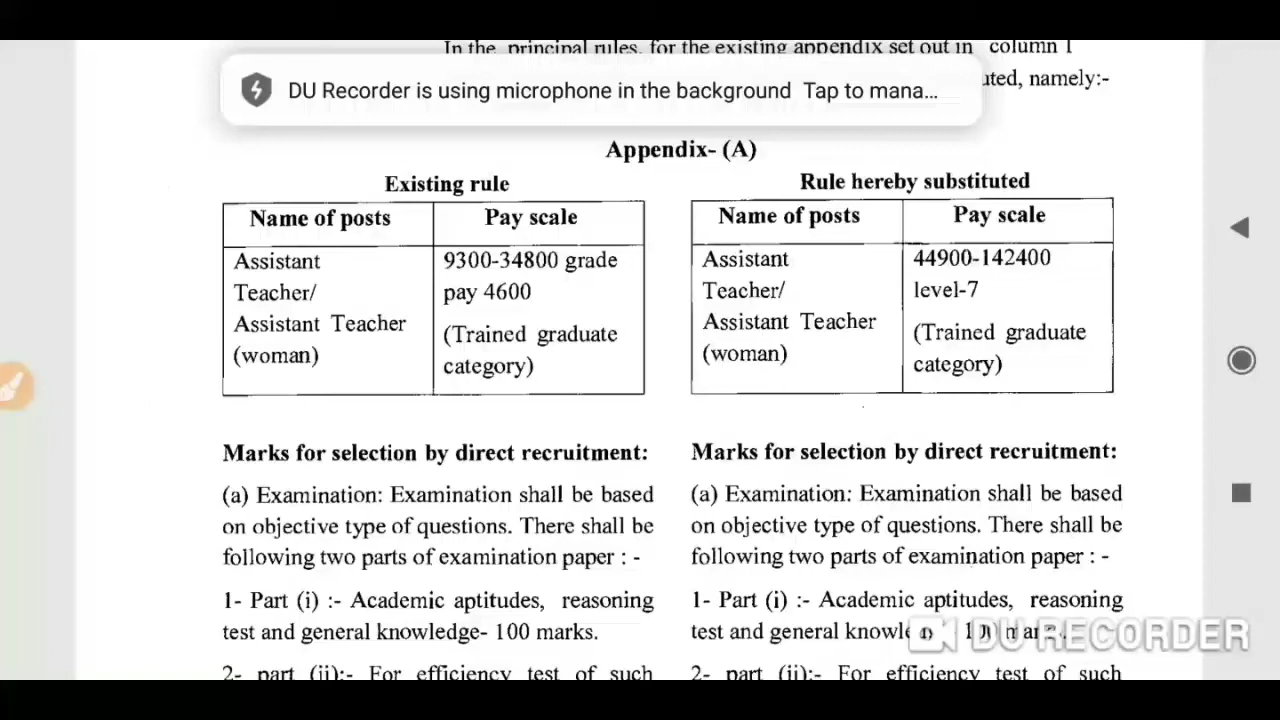 In the principal rules, for the existing appendix set out in column 1
DU Recorder is using microphone in the background Tap to mana...
namely:-
Appendix- (A)
Existing rule
Name of posts Pay scale
Assistant 9300-34800 grade
Teacher/ pay 4600
Assistant Teacher (Trained graduate
(woman) category)
Marks for selection by direct recruitment:
(a) Examination: Examination shall be based
on objective type of questions. There shall be
following two parts of examination paper : -
1- Part (i) :- Academic aptitudes, reasoning
test and general knowledge- 100 marks.
2- part (ii):- For efficiency test of such
Rule hereby substituted
Name of posts Pay scale
Assistant 44900-142400
Teacher/ level-7
Assistant Teacher (Trained graduate
(woman) category)
Marks for selection by direct recruitment:
(a) Examination: Examination shall be based
on objective type of questions. There shall be
following two parts of examination paper : -
1- Part (i) :- Academic aptitudes, reasoning
test and general 100
2- part (ii):- For efficiency test of such
DU RECORDER